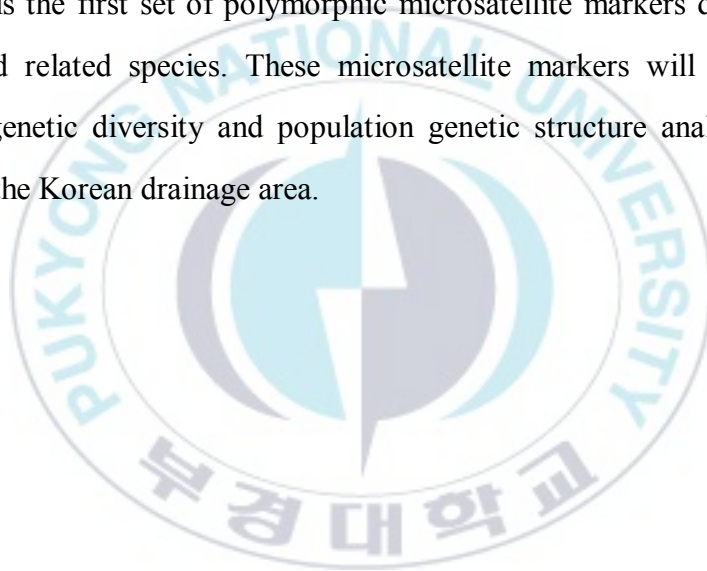 is the first set of polymorphic microsatellite markers
d related species. These microsatellite markers will
genetic diversity and population genetic structure
the Korean drainage area.
PUKYONG NATIONAL UNIVERSITY
부경대학교